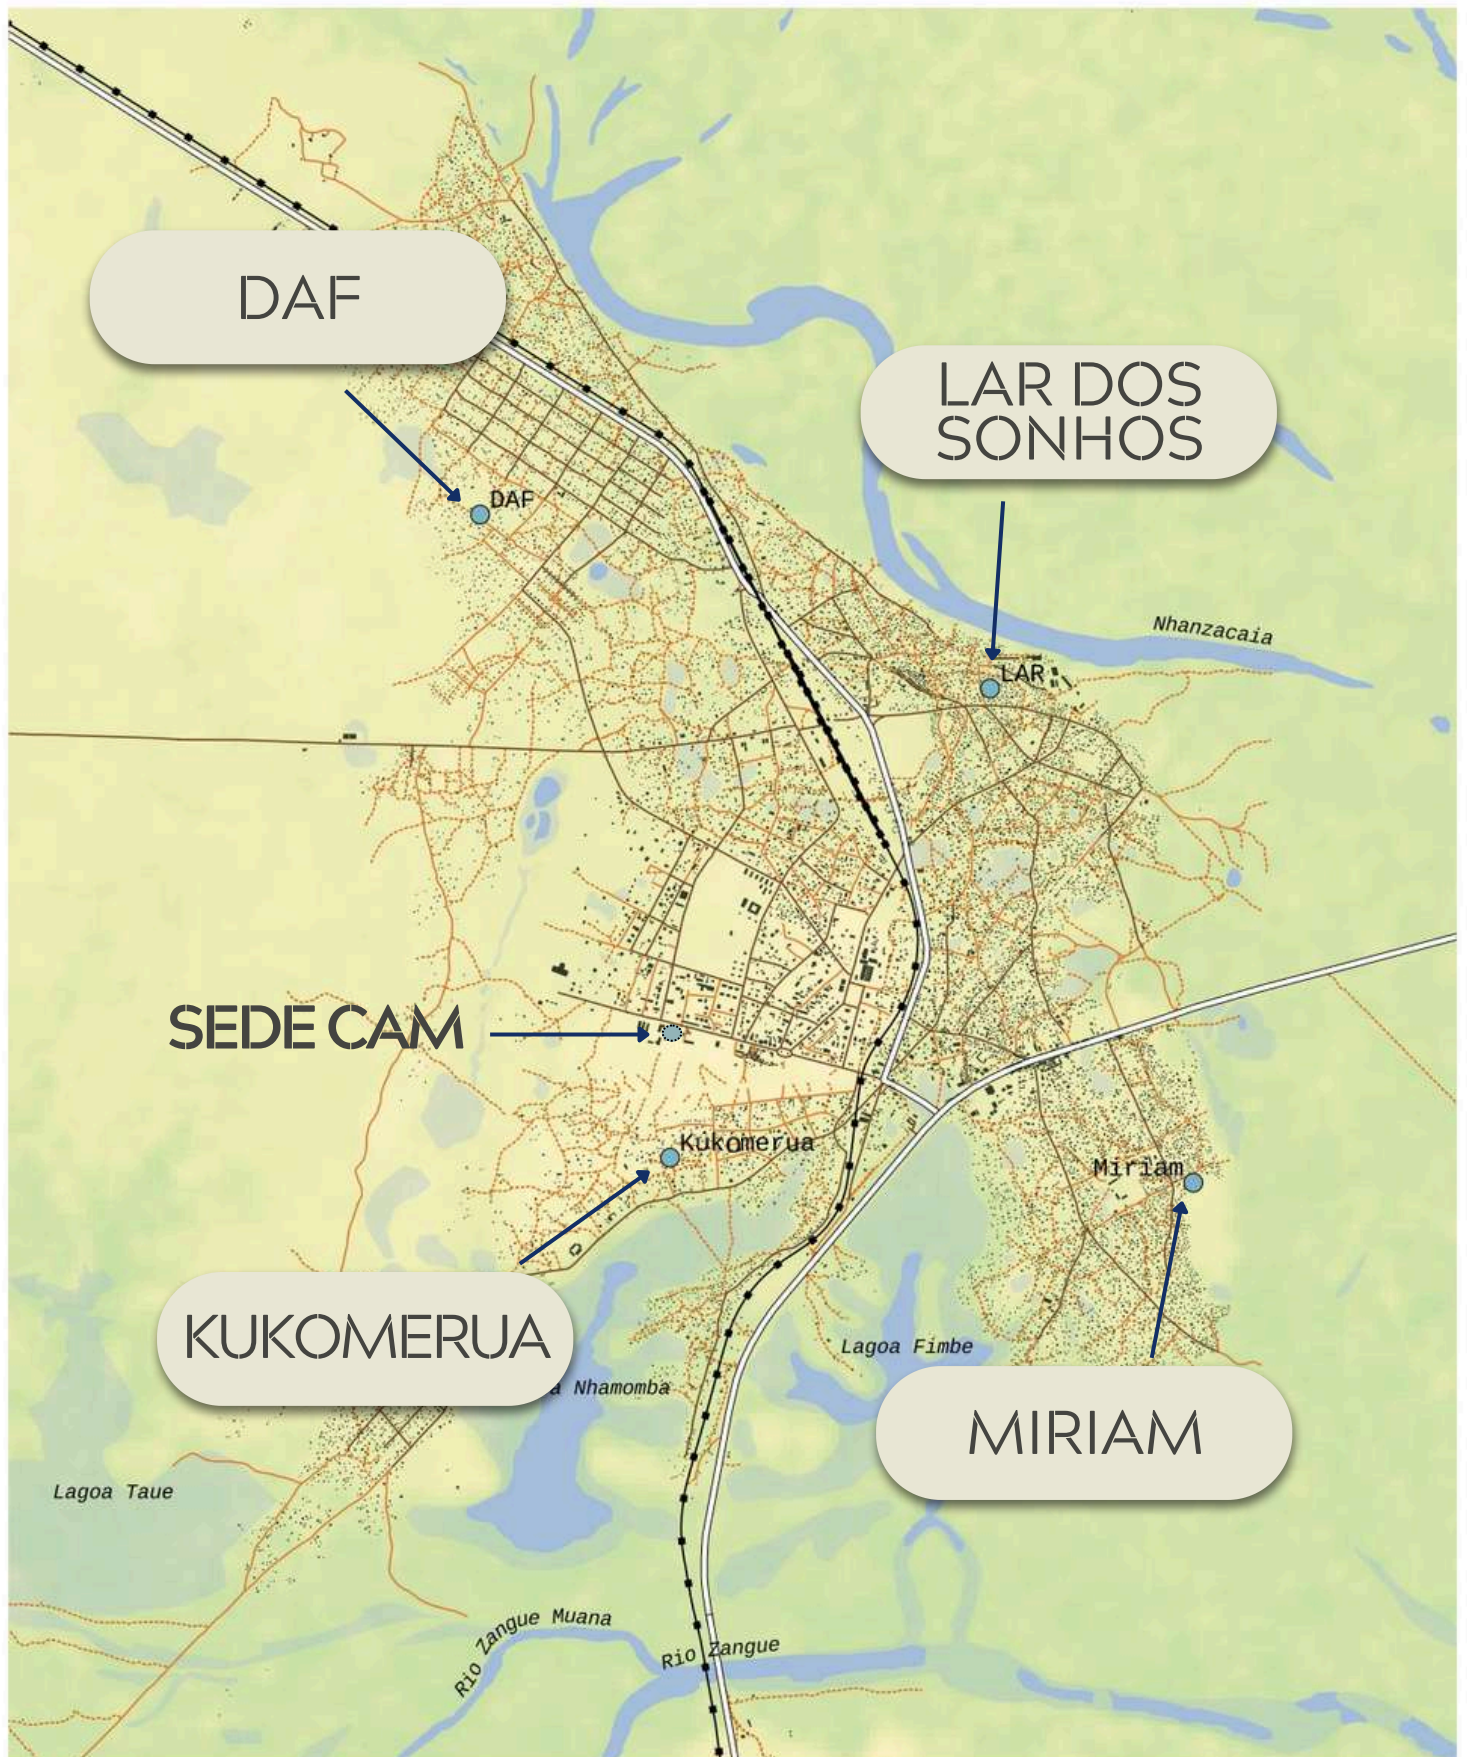 DAF
LAR DOS
SONHOS
DAF
Nhanzacaia
LAR
SEDE CAM
Kukomerua
Miriam
KUKOMERUA
Lagoa Fimbe
a Nhamomba
MIRIAM
Lagoa Taue
Rio Zangue Muana
Rio Zangue